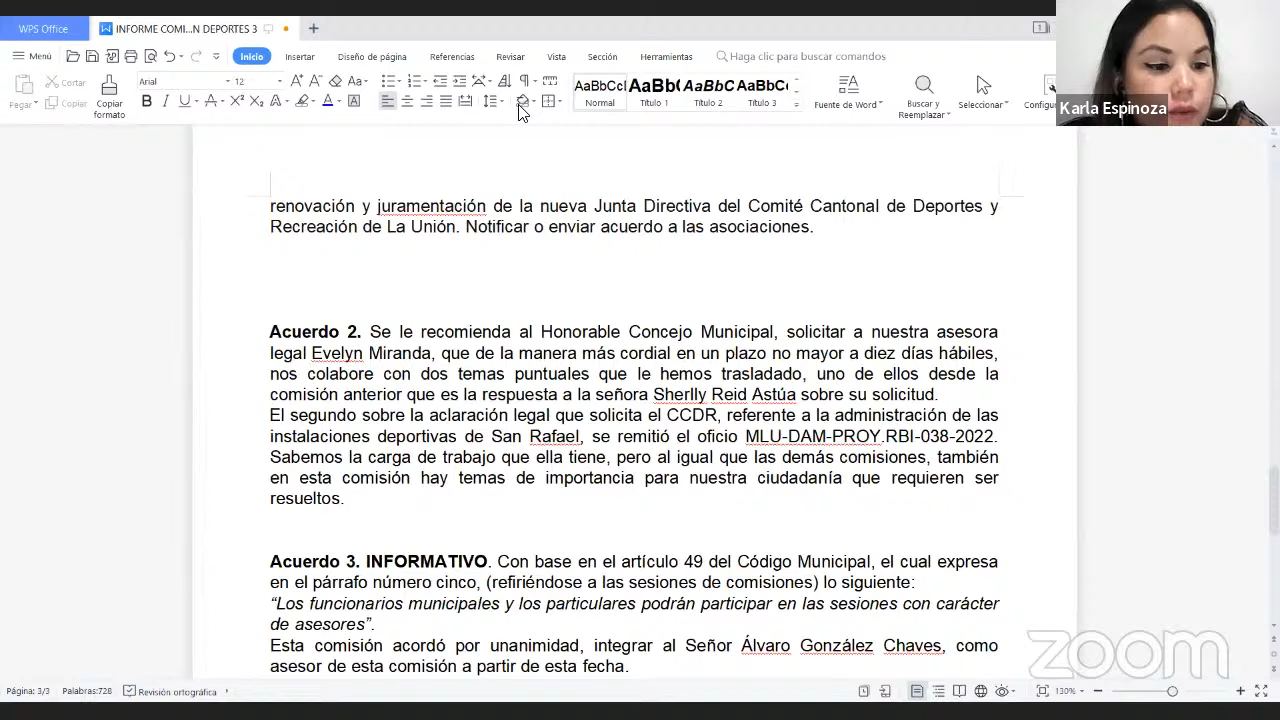 WPS Office
INFORME COMI...N DEPORTES 3
Menú
Inicio
Insertar
Diseño de página
Referencias
Revisar
Vista
Sección
Herramientas
Haga clic para buscar comandos
Pegar
Cortar
Copiar
Copiar formato
Arial
12
AaBbCcI
Normal
AaBb(
Título 1
AaBbC
Título 2
AaBbC
Título 3
Fuente de Word
Buscar y Reemplazar
Seleccionar
Configu
Karla Espinoza
renovación y juramentación de la nueva Junta Directiva del Comité Cantonal de Deportes y
Recreación de La Unión. Notificar o enviar acuerdo a las asociaciones.
Acuerdo 2. Se le recomienda al Honorable Concejo Municipal, solicitar a nuestra asesora
legal Evelyn Miranda, que de la manera más cordial en un plazo no mayor a diez días hábiles,
nos colabore con dos temas puntuales que le hemos trasladado, uno de ellos desde la
comisión anterior que es la respuesta a la señora Sherlly Reid Astúa sobre su solicitud.
El segundo sobre la aclaración legal que solicita el CCDR, referente a la administración de las
instalaciones deportivas de San Rafael, se remitió el oficio MLU-DAM-PROY.RBI-038-2022.
Sabemos la carga de trabajo que ella tiene, pero al igual que las demás comisiones, también
en esta comisión hay temas de importancia para nuestra ciudadanía que requieren ser
resueltos.
Acuerdo 3. INFORMATIVO. Con base en el artículo 49 del Código Municipal, el cual expresa
en el párrafo número cinco, (refiriéndose a las sesiones de comisiones) lo siguiente:
“Los funcionarios municipales y los particulares podrán participar en las sesiones con carácter
de asesores”.
Esta comisión acordó por unanimidad, integrar al Señor Álvaro González Chaves, como
asesor de esta comisión a partir de esta fecha.
zoom
Página: 3/3
Palabras:728
Revisión ortográfica
130%